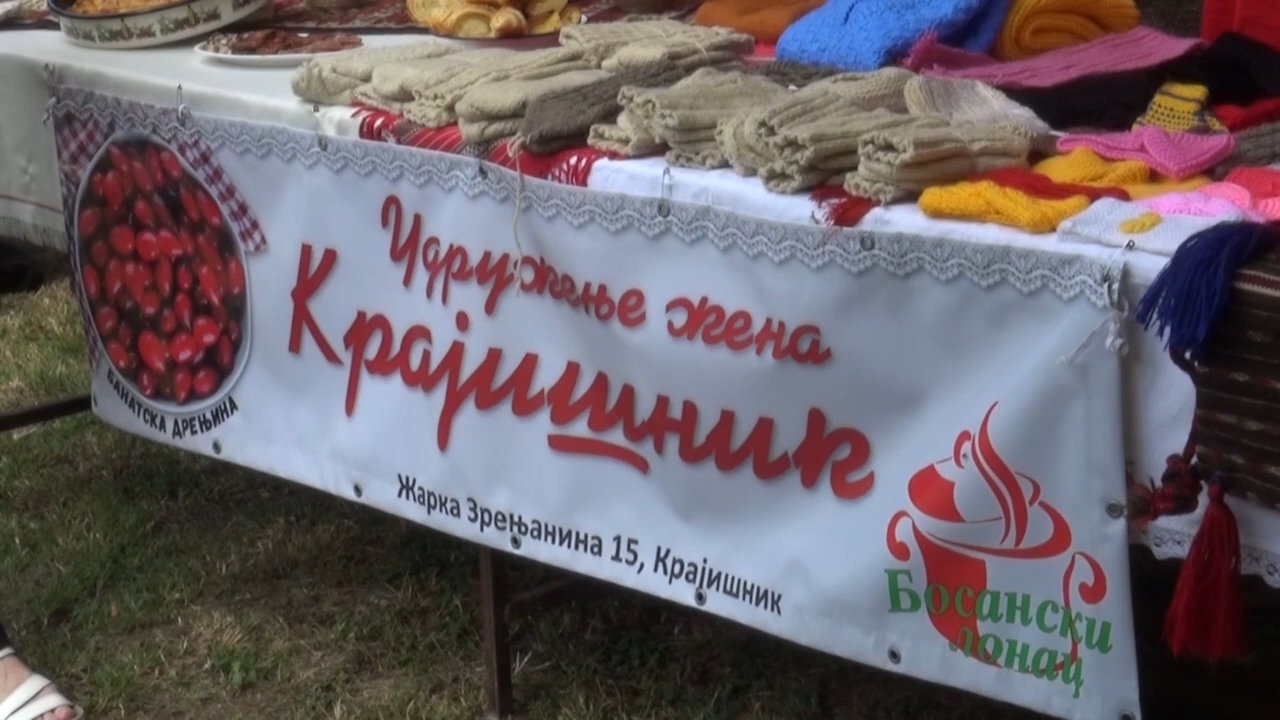 Удружење жена
Крајишник
Жарка Зрењанина 15, Крајишник
БАНАТСКА ДРЕЊИНА
Босански
лонац